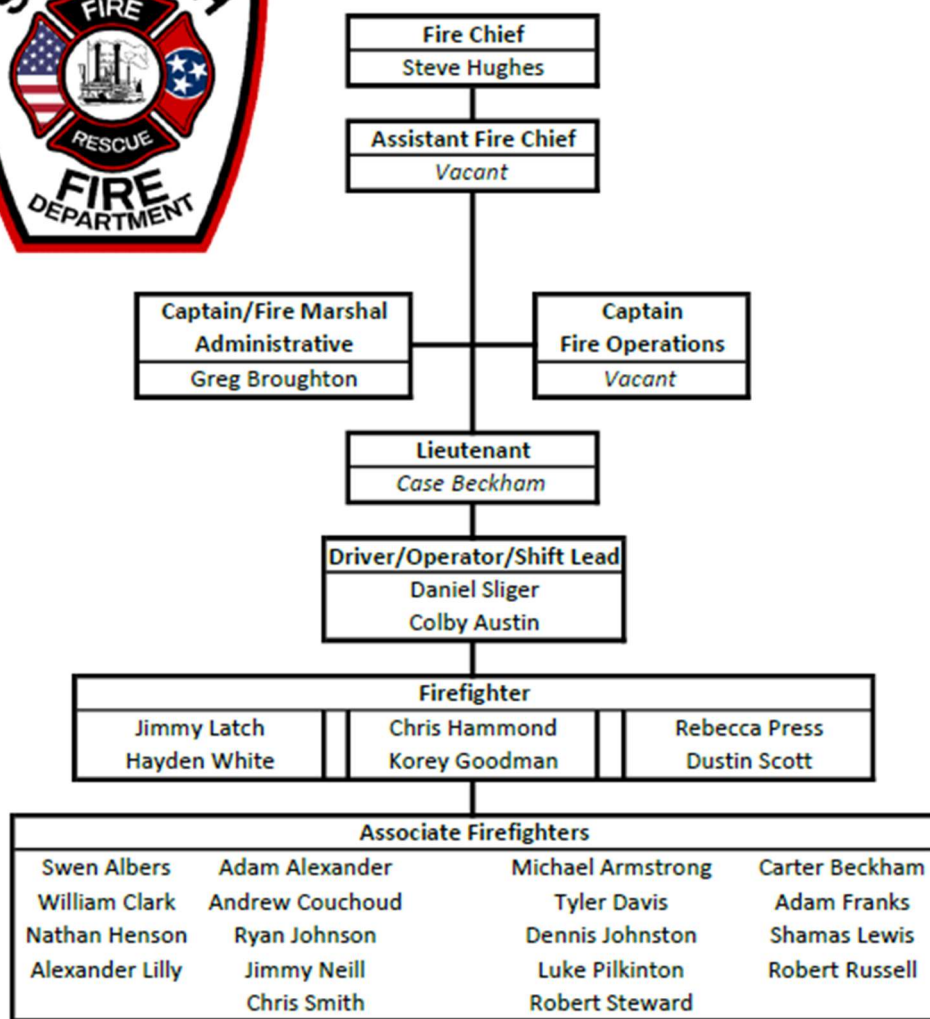 FIRE
RESCUE
FIRE
DEPARTMENT
Fire Chief
Steve Hughes
Assistant Fire Chief
Vacant
Captain/Fire Marshal
Administrative
Greg Broughton
Captain
Fire Operations
Vacant
Lieutenant
Case Beckham
Driver/Operator/Shift Lead
Daniel Sliger
Colby Austin
Firefighter
Jimmy Latch Chris Hammond Rebecca Press
Hayden White Korey Goodman Dustin Scott
Associate Firefighters
Swen Albers Adam Alexander Michael Armstrong Carter Beckham
William Clark Andrew Couchoud Tyler Davis Adam Franks
Nathan Henson Ryan Johnson Dennis Johnston Shamas Lewis
Alexander Lilly Jimmy Neill Luke Pilkinton Robert Russell
Chris Smith Robert Steward